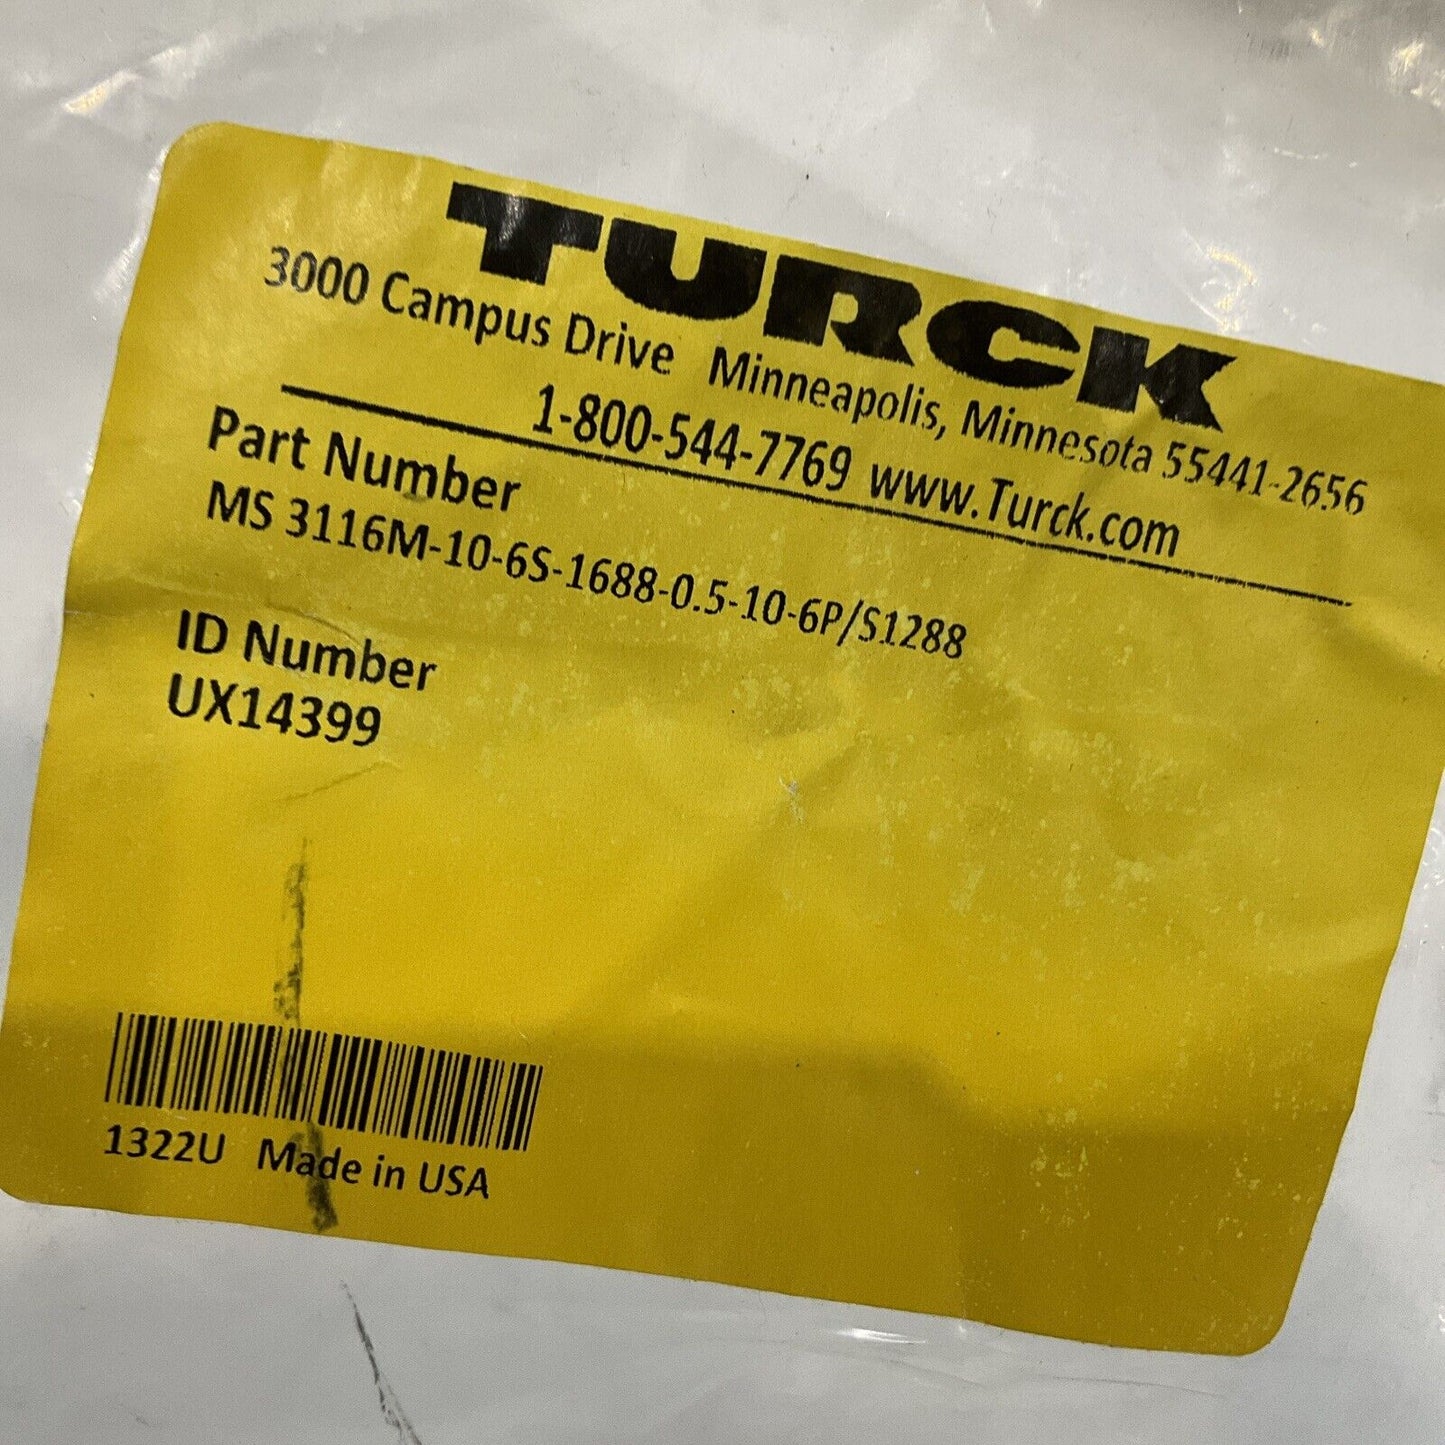 TURCK
3000 Campus Drive Minneapolis, Minnesota 55441-2656
1-800-544-7769 www.Turck.com
Part Number
MS 3116M-10-6S-1688-0.5-10-6P/S1288
ID Number
UX14399
1322U Made in USA